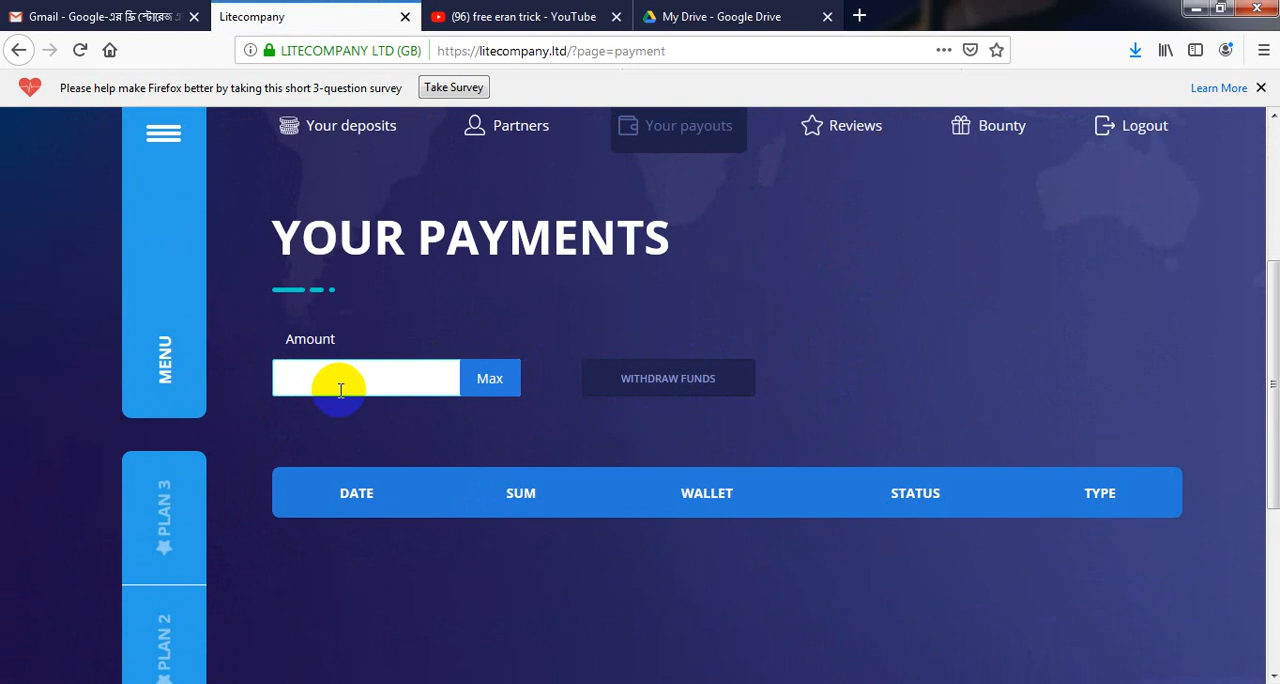 Gmail - Google-এর ফ্রি স্টোরেজ এ
Litecompany
(96) free eran trick - YouTube
My Drive - Google Drive
LITECOMPANY LTD (GB)
https://litecompany.ltd/?page=payment
Please help make Firefox better by taking this short 3-question survey
Take Survey
Learn More
Your deposits
Partners
Your payouts
Reviews
Bounty
Logout
MENU
YOUR PAYMENTS
Amount
Max
WITHDRAW FUNDS
DATE
SUM
WALLET
STATUS
TYPE
PLAN 3
PLAN 2